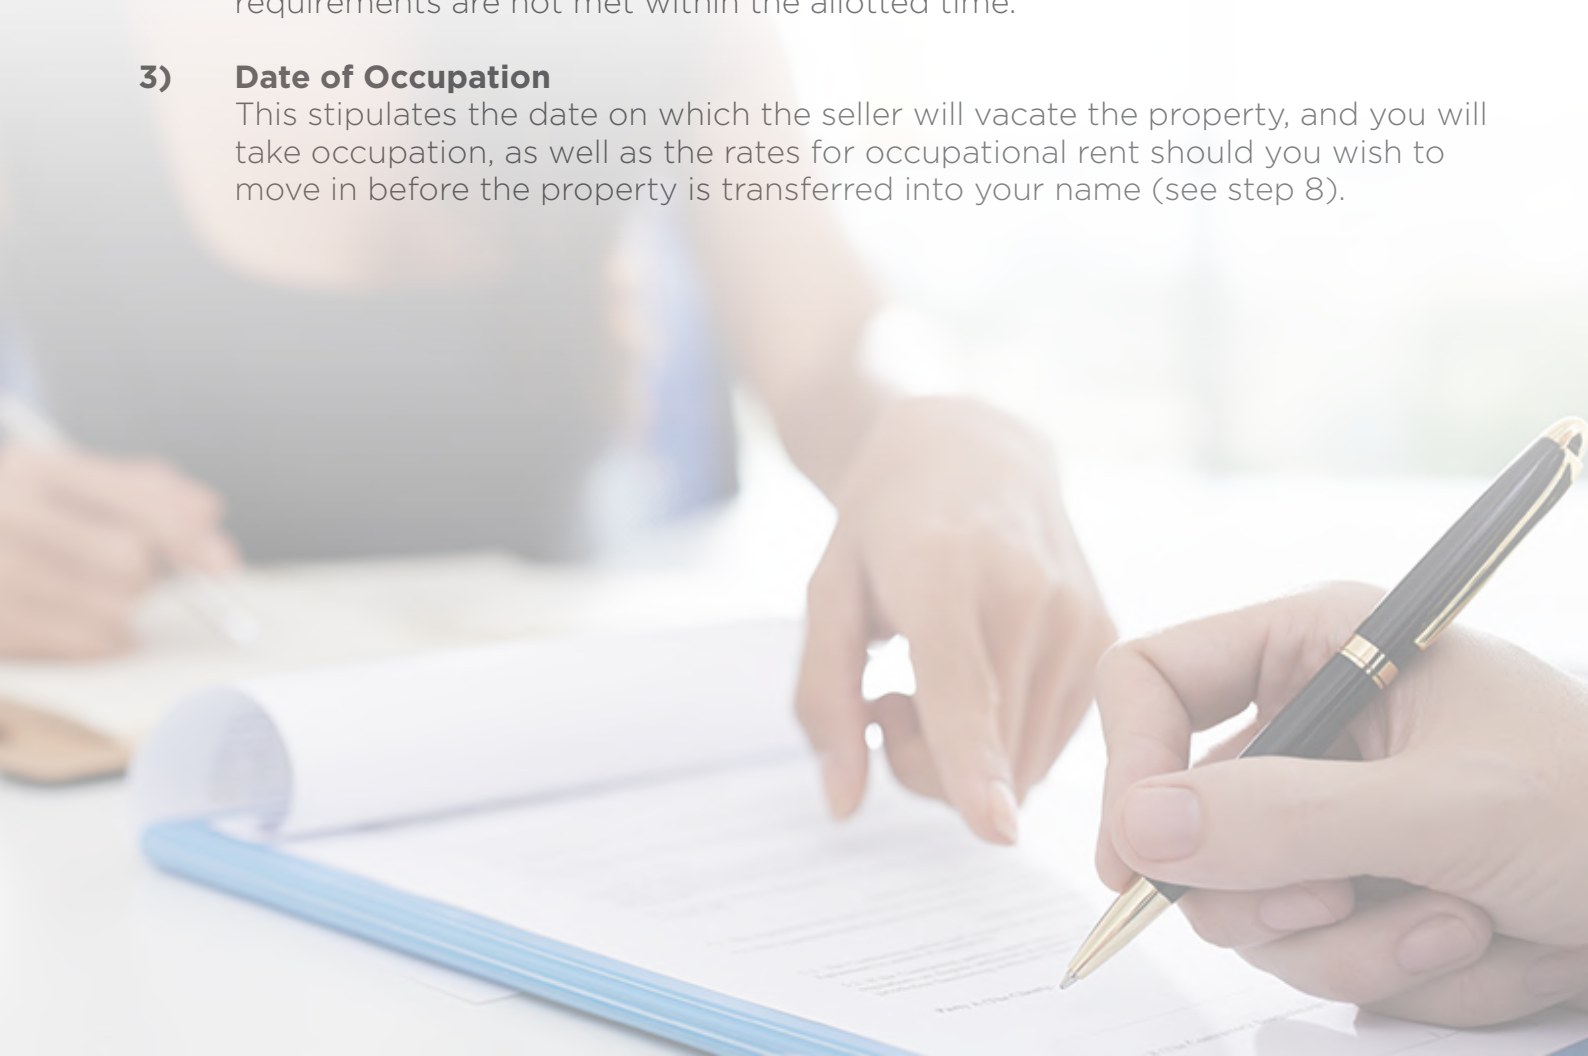 requirements are not met within the allotted time.
3) Date of Occupation
This stipulates the date on which the seller will vacate the property, and you will
take occupation, as well as the rates for occupational rent should you wish to
move in before the property is transferred into your name (see step 8).